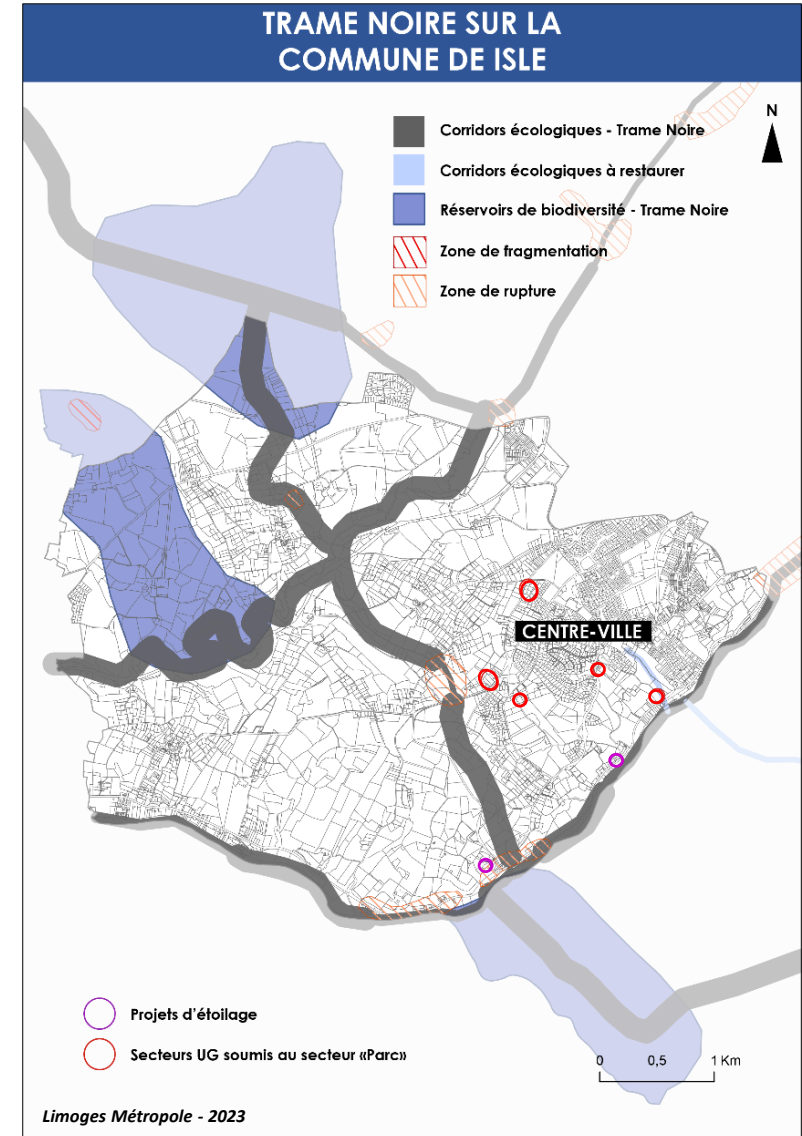 TRAME NOIRE SUR LA
COMMUNE DE ISLE
N
Corridors écologiques - Trame Noire
Corridors écologiques à restaurer
Réservoirs de biodiversité - Trame Noire
Zone de fragmentation
Zone de rupture
CENTRE-VILLE
Projets d'étoilage
Secteurs UG soumis au secteur «Parc»
0 0,5 1 Km
Limoges Métropole - 2023